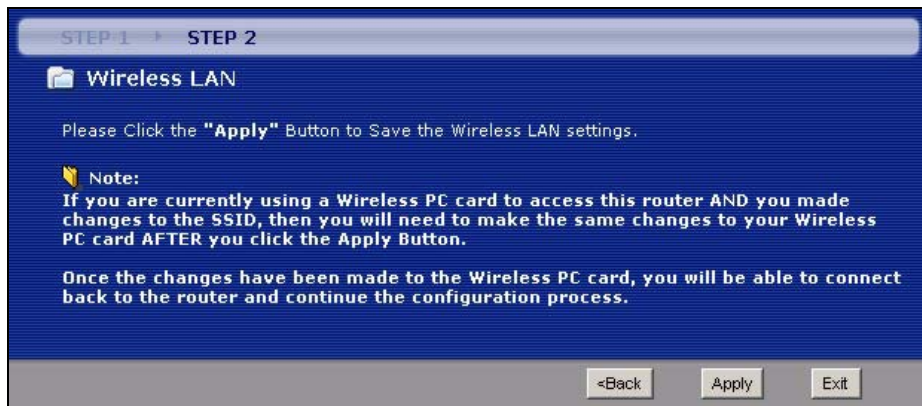 STEP 1 STEP 2
Wireless LAN
Please Click the "Apply" Button to Save the Wireless LAN settings.
Note:
If you are currently using a Wireless PC card to access this router AND you made
changes to the SSID, then you will need to make the same changes to your Wireless
PC card AFTER you click the Apply Button.
Once the changes have been made to the Wireless PC card, you will be able to connect
back to the router and continue the configuration process.
<Back Apply Exit